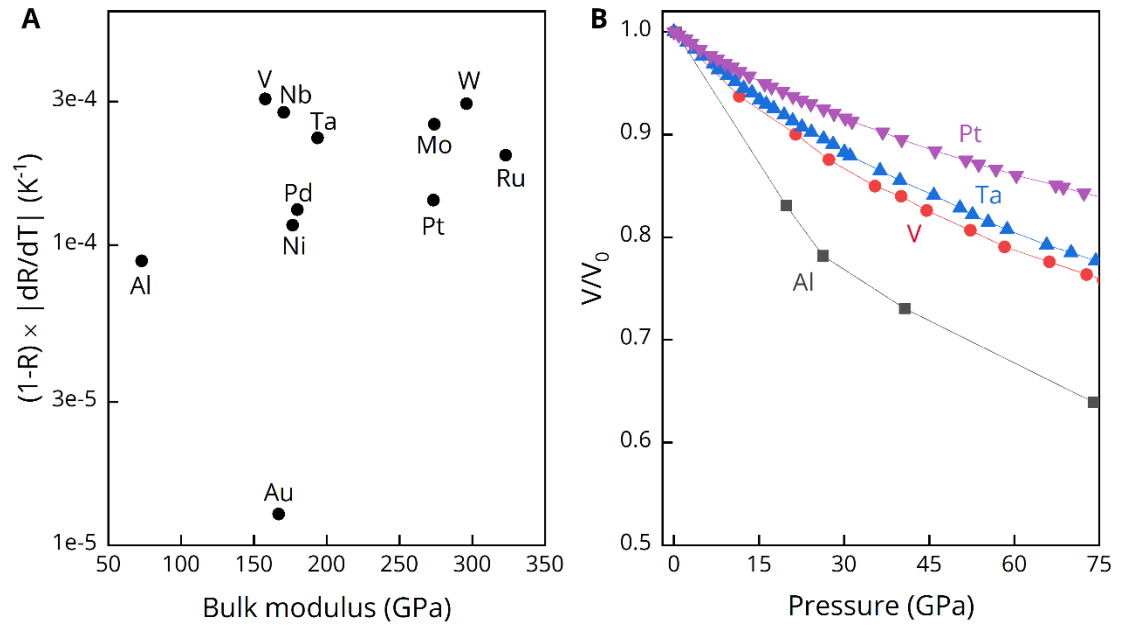 A
(1-R) × |dR/dT| (K⁻¹)
3e-4
1e-4
3e-5
1e-5
V
Nb
Ta
W
Mo
Ru
Pd
Ni
Pt
Al
Au
50 100 150 200 250 300 350
Bulk modulus (GPa)
B
V/V₀
1.0
0.9
0.8
0.7
0.6
0.5
Pt
Ta
V
Al
0 15 30 45 60 75
Pressure (GPa)